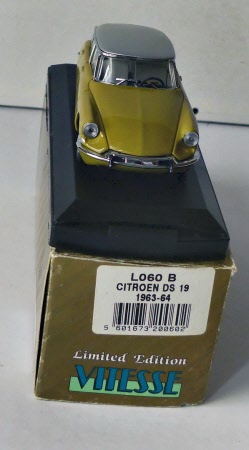 L060 B
CITROEN DS 19
1963-64
5 601673 200602
Limited Edition
VITESSE